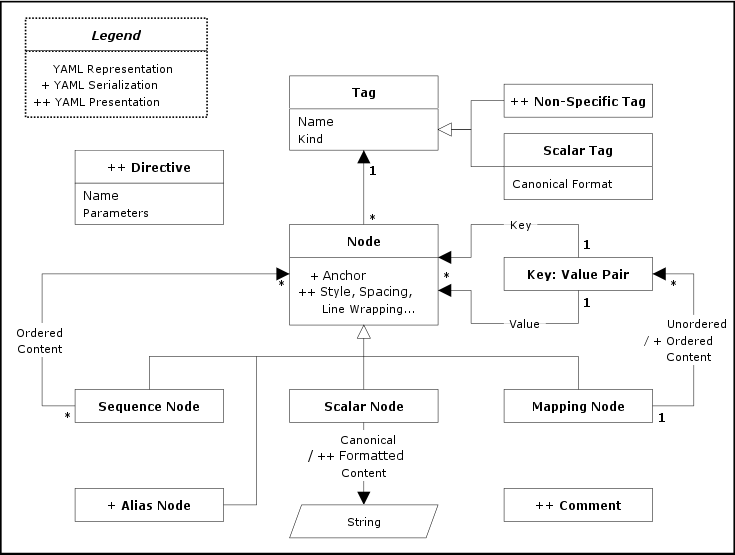 Legend
YAML Representation
+ YAML Serialization
++ YAML Presentation
Tag
Name
Kind
++ Non-Specific Tag
Scalar Tag
Canonical Format
++ Directive
Name
Parameters
1
*
Node
+ Anchor
++ Style, Spacing,
Line Wrapping...
Key
1
*
Key: Value Pair
1
Value
*
*
Ordered
Content
Unordered
/ + Ordered
Content
*
Sequence Node
Scalar Node
Mapping Node
1
Canonical
/ ++ Formatted
Content
+ Alias Node
String
++ Comment